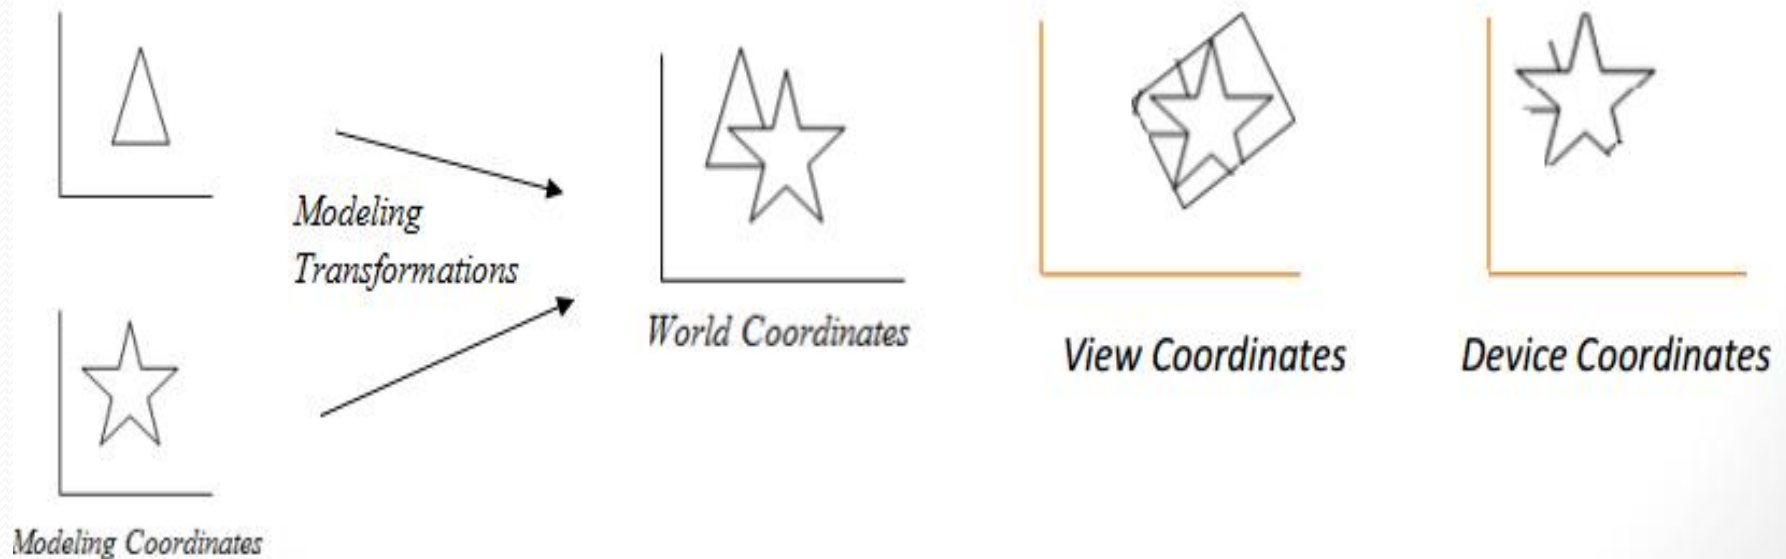 Modeling
Transformations
World Coordinates
View Coordinates
Device Coordinates
Modeling Coordinates